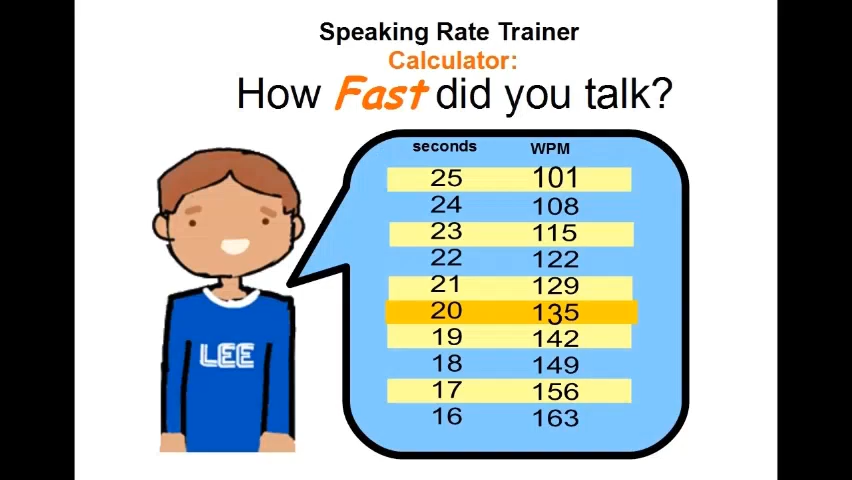 Speaking Rate Trainer
Calculator:
How Fast did you talk?
seconds WPM
25 101
24 108
23 115
22 122
21 129
20 135
19 142
18 149
17 156
16 163
LEE